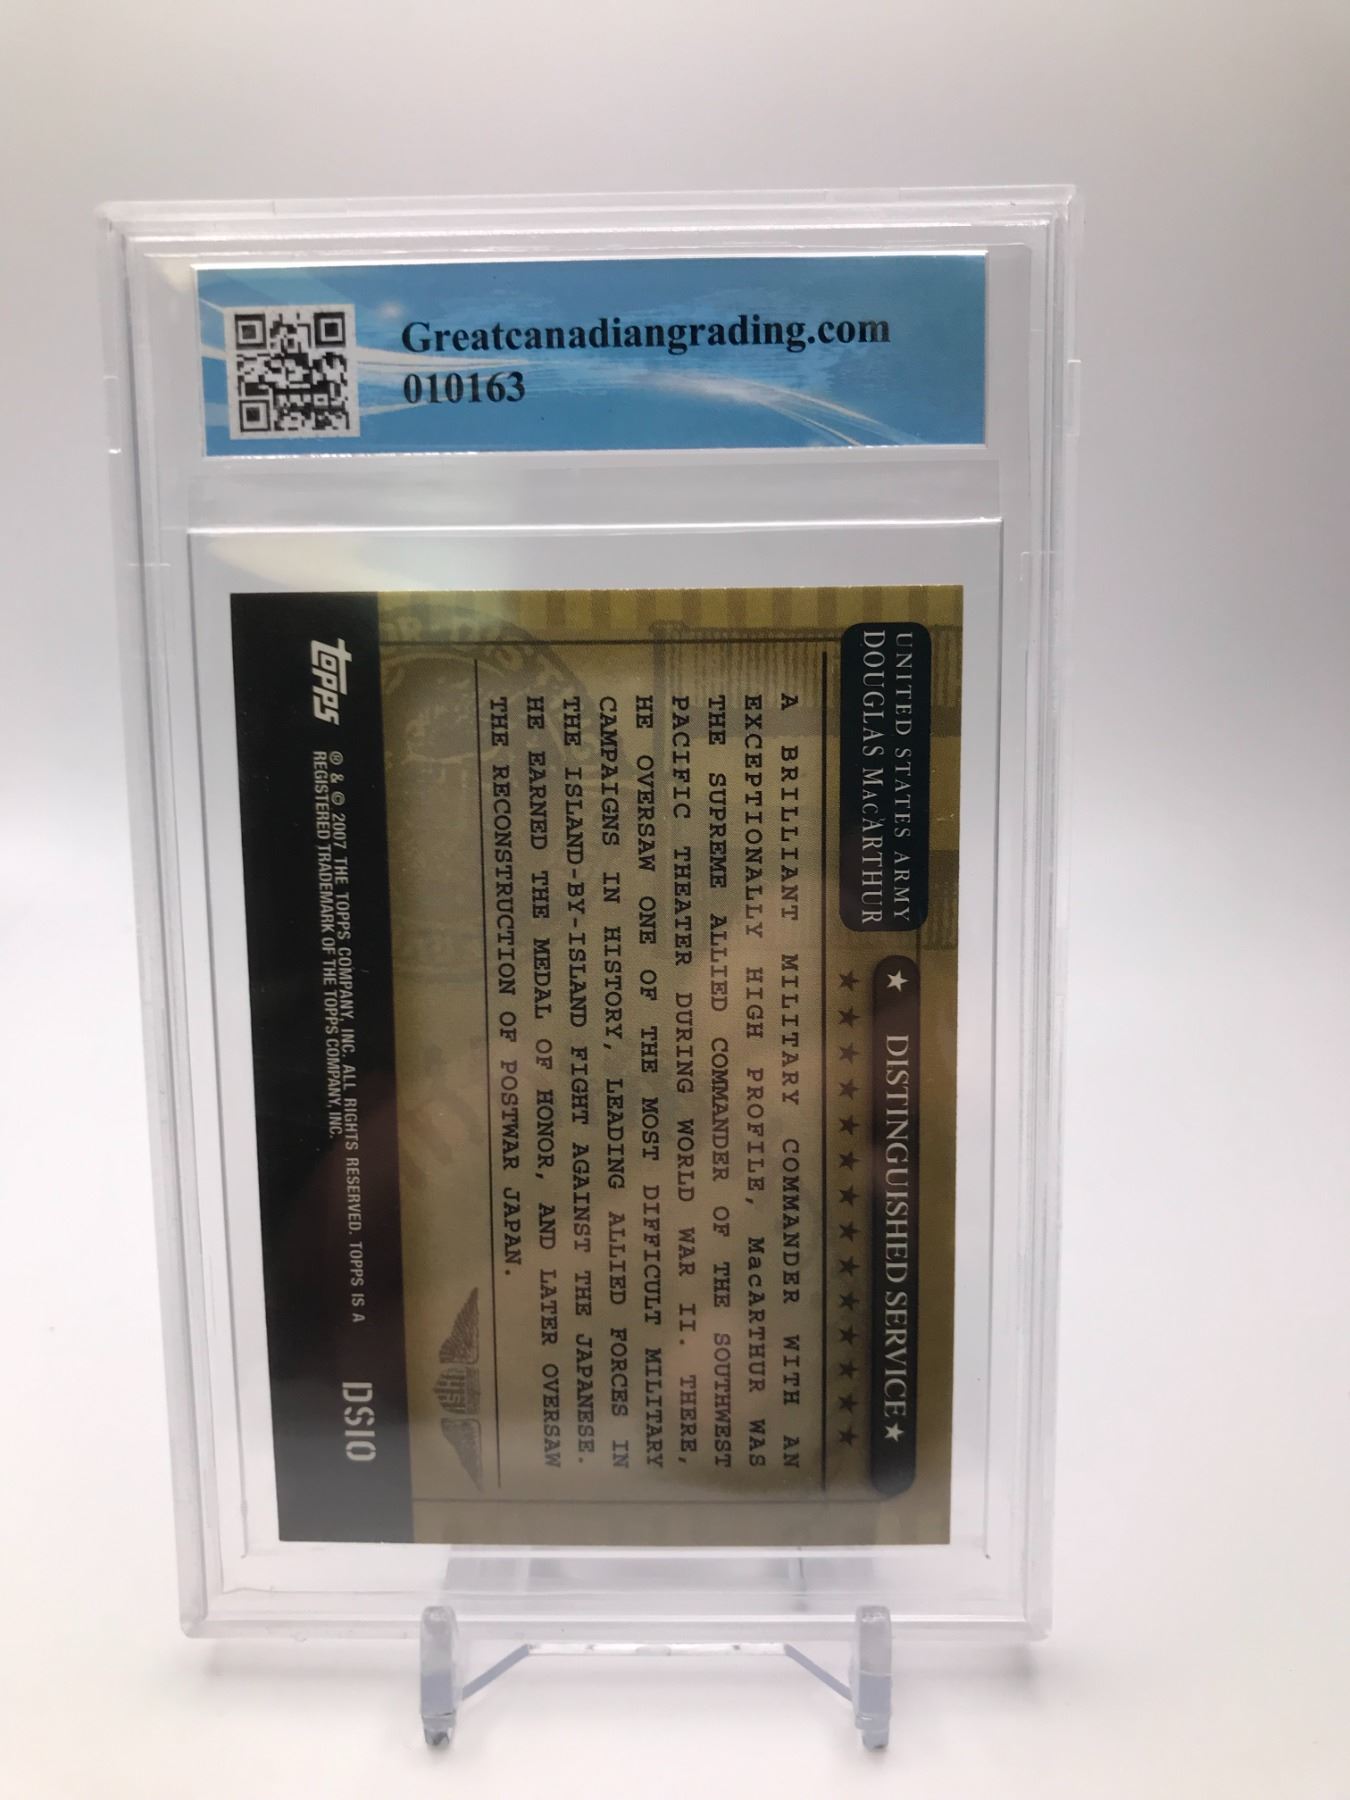 Greatcanadiangrading.com
010163
UNITED STATES ARMY
DOUGLAS MACARTHUR
★ DISTINGUISHED SERVICE ★
A BRILLIANT MILITARY COMMANDER WITH AN
EXCEPTIONALLY HIGH PROFILE, MacARTHUR WAS
THE SUPREME ALLIED COMMANDER OF THE SOUTHWEST
PACIFIC THEATER DURING WORLD WAR II. THERE,
HE OVERSAW ONE OF THE MOST DIFFICULT MILITARY
CAMPAIGNS IN HISTORY, LEADING ALLIED FORCES IN
THE ISLAND-BY-ISLAND FIGHT AGAINST THE JAPANESE.
HE EARNED THE MEDAL OF HONOR, AND LATER OVERSAW
THE RECONSTRUCTION OF POSTWAR JAPAN.
topps
® & © 2007 THE TOPPS COMPANY, INC. ALL RIGHTS RESERVED. TOPPS IS A
REGISTERED TRADEMARK OF THE TOPPS COMPANY, INC.
DS10